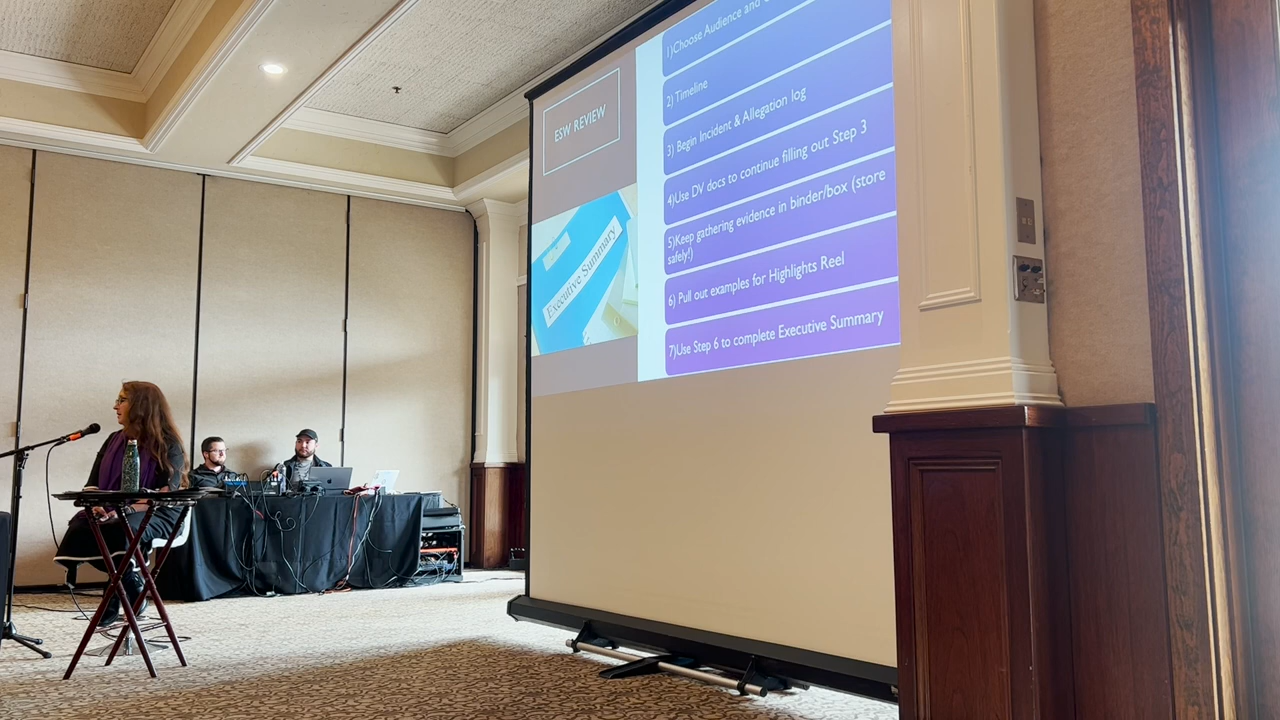 ESW REVIEW
Executive Summary
1)Choose Audience and
2) Timeline
3) Begin Incident & Allegation log
4)Use DV docs to continue filling out Step 3
5)Keep gathering evidence in binder/box (store
safely!)
6) Pull out examples for Highlights Reel
7)Use Step 6 to complete Executive Summary